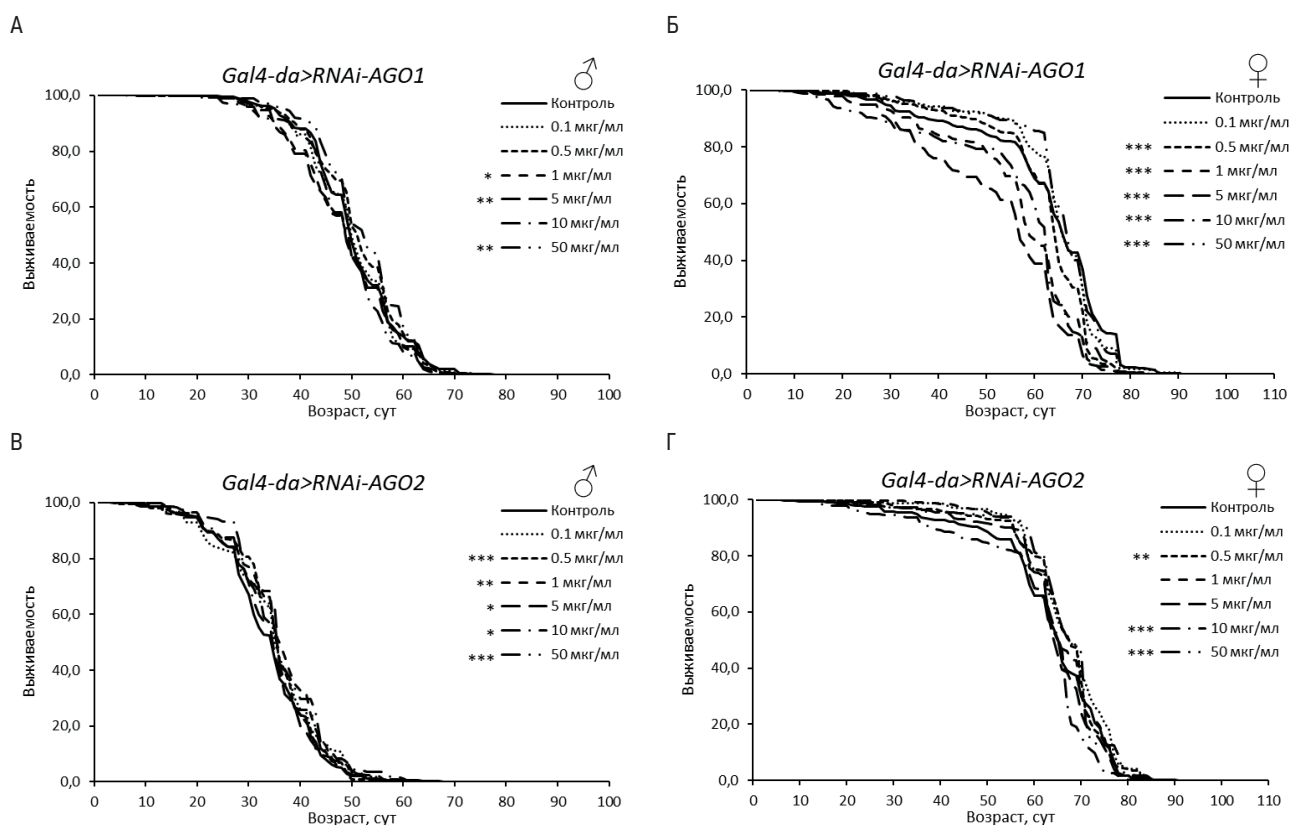 А
Gal4-da>RNAi-AGO1 ♂
100,0
80,0
60,0
40,0
20,0
0,0
Выживаемость
0 10 20 30 40 50 60 70 80 90 100
Возраст, сут
Контроль
0.1 мкг/мл
0.5 мкг/мл
* 1 мкг/мл
** 5 мкг/мл
10 мкг/мл
** 50 мкг/мл
Б
Gal4-da>RNAi-AGO1 ♀
100,0
80,0
60,0
40,0
20,0
0,0
Выживаемость
0 10 20 30 40 50 60 70 80 90 100 110
Возраст, сут
Контроль
0.1 мкг/мл
*** 0.5 мкг/мл
*** 1 мкг/мл
*** 5 мкг/мл
*** 10 мкг/мл
*** 50 мкг/мл
В
Gal4-da>RNAi-AGO2 ♂
100,0
80,0
60,0
40,0
20,0
0,0
Выживаемость
0 10 20 30 40 50 60 70 80 90 100
Возраст, сут
Контроль
0.1 мкг/мл
*** 0.5 мкг/мл
** 1 мкг/мл
* 5 мкг/мл
* 10 мкг/мл
*** 50 мкг/мл
Г
Gal4-da>RNAi-AGO2 ♀
100,0
80,0
60,0
40,0
20,0
0,0
Выживаемость
0 10 20 30 40 50 60 70 80 90 100 110
Возраст, сут
Контроль
0.1 мкг/мл
** 0.5 мкг/мл
1 мкг/мл
5 мкг/мл
*** 10 мкг/мл
*** 50 мкг/мл